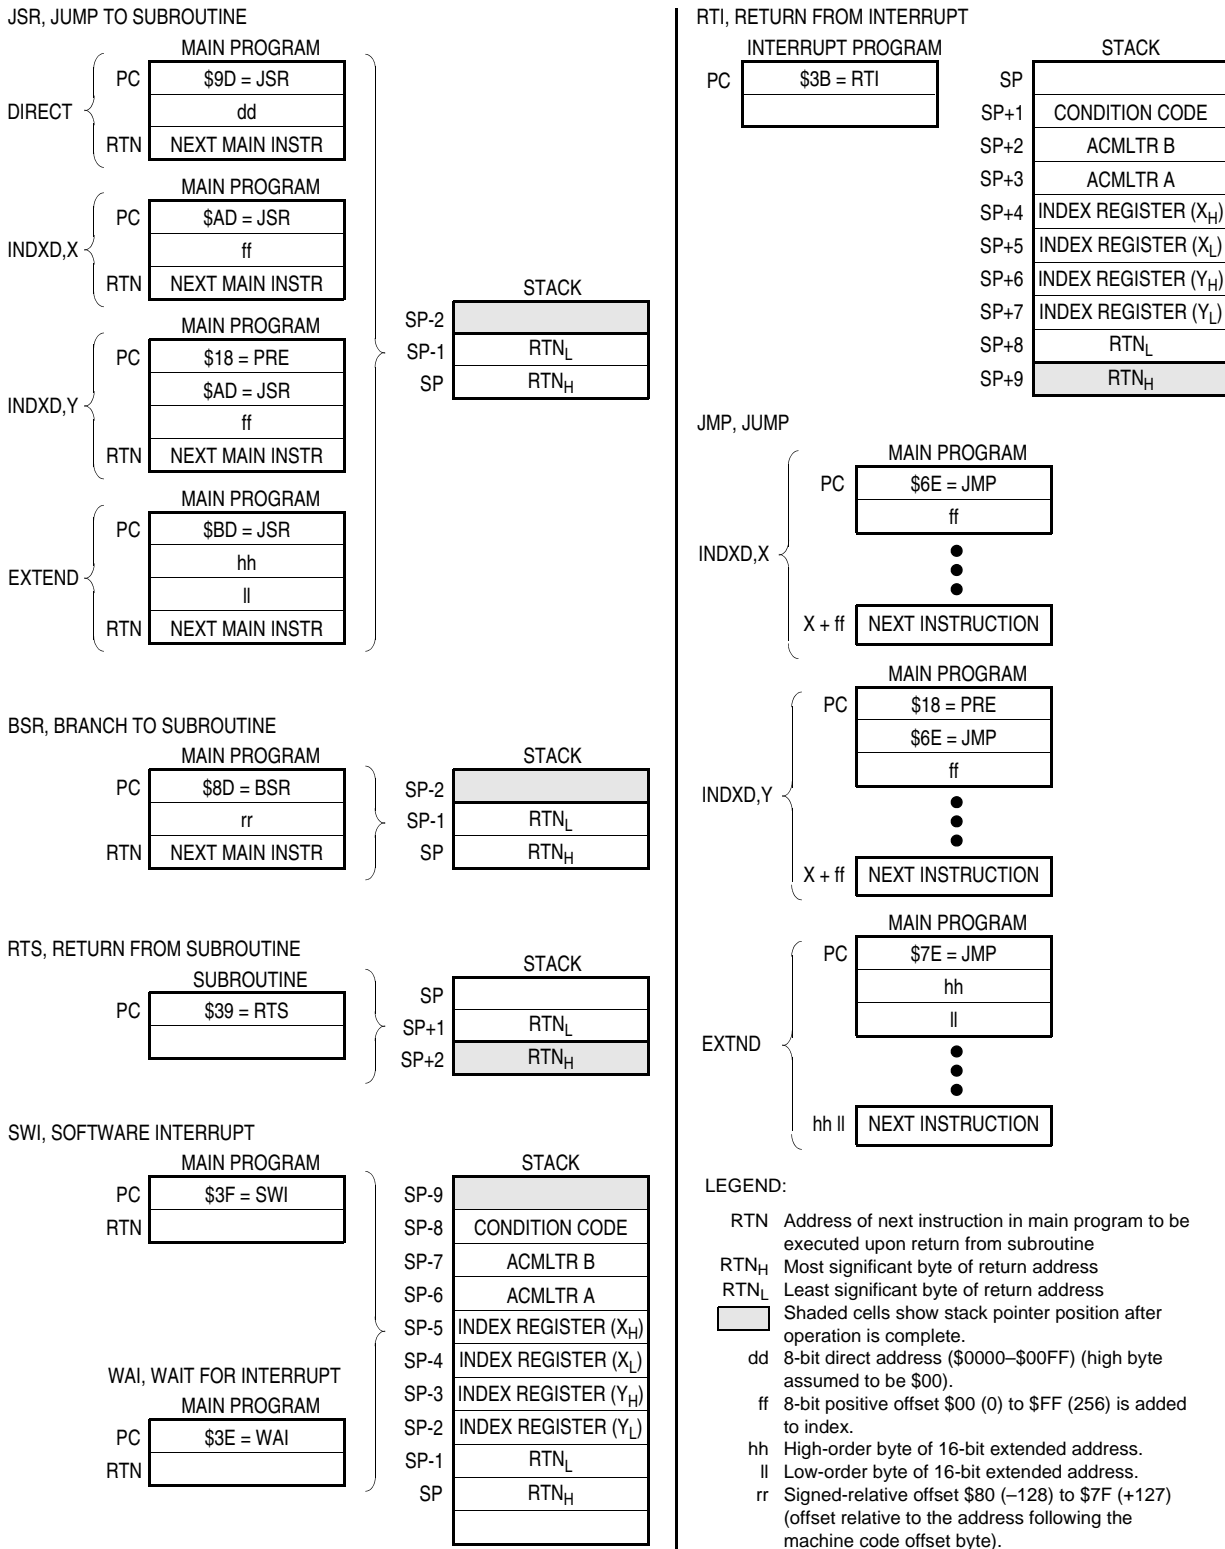 JSR, JUMP TO SUBROUTINE
MAIN PROGRAM
DIRECT
PC $9D = JSR
dd
RTN NEXT MAIN INSTR
MAIN PROGRAM
INDXD,X
PC $AD = JSR
ff
RTN NEXT MAIN INSTR
MAIN PROGRAM
INDXD,Y
PC $18 = PRE
$AD = JSR
ff
RTN NEXT MAIN INSTR
MAIN PROGRAM
EXTEND
PC $BD = JSR
hh
ll
RTN NEXT MAIN INSTR
STACK
SP-2
SP-1 RTNL
SP RTNH
BSR, BRANCH TO SUBROUTINE
MAIN PROGRAM
PC $8D = BSR
rr
RTN NEXT MAIN INSTR
STACK
SP-2
SP-1 RTNL
SP RTNH
RTS, RETURN FROM SUBROUTINE
SUBROUTINE
PC $39 = RTS
STACK
SP
SP+1 RTNL
SP+2 RTNH
SWI, SOFTWARE INTERRUPT
MAIN PROGRAM
PC $3F = SWI
RTN
WAI, WAIT FOR INTERRUPT
MAIN PROGRAM
PC $3E = WAI
RTN
STACK
SP-9
SP-8 CONDITION CODE
SP-7 ACMLTR B
SP-6 ACMLTR A
SP-5 INDEX REGISTER (XH)
SP-4 INDEX REGISTER (XL)
SP-3 INDEX REGISTER (YH)
SP-2 INDEX REGISTER (YL)
SP-1 RTNL
SP RTNH
RTI, RETURN FROM INTERRUPT
INTERRUPT PROGRAM
PC $3B = RTI
STACK
SP
SP+1 CONDITION CODE
SP+2 ACMLTR B
SP+3 ACMLTR A
SP+4 INDEX REGISTER (XH)
SP+5 INDEX REGISTER (XL)
SP+6 INDEX REGISTER (YH)
SP+7 INDEX REGISTER (YL)
SP+8 RTNL
SP+9 RTNH
JMP, JUMP
MAIN PROGRAM
INDXD,X
PC $6E = JMP
ff
X + ff NEXT INSTRUCTION
MAIN PROGRAM
INDXD,Y
PC $18 = PRE
$6E = JMP
ff
X + ff NEXT INSTRUCTION
MAIN PROGRAM
EXTND
PC $7E = JMP
hh
ll
hh ll NEXT INSTRUCTION
LEGEND:
RTN Address of next instruction in main program to be
executed upon return from subroutine
RTNH Most significant byte of return address
RTNL Least significant byte of return address
Shaded cells show stack pointer position after
operation is complete.
dd 8-bit direct address ($0000–$00FF) (high byte
assumed to be $00).
ff 8-bit positive offset $00 (0) to $FF (256) is added
to index.
hh High-order byte of 16-bit extended address.
ll Low-order byte of 16-bit extended address.
rr Signed-relative offset $80 (–128) to $7F (+127)
(offset relative to the address following the
machine code offset byte).